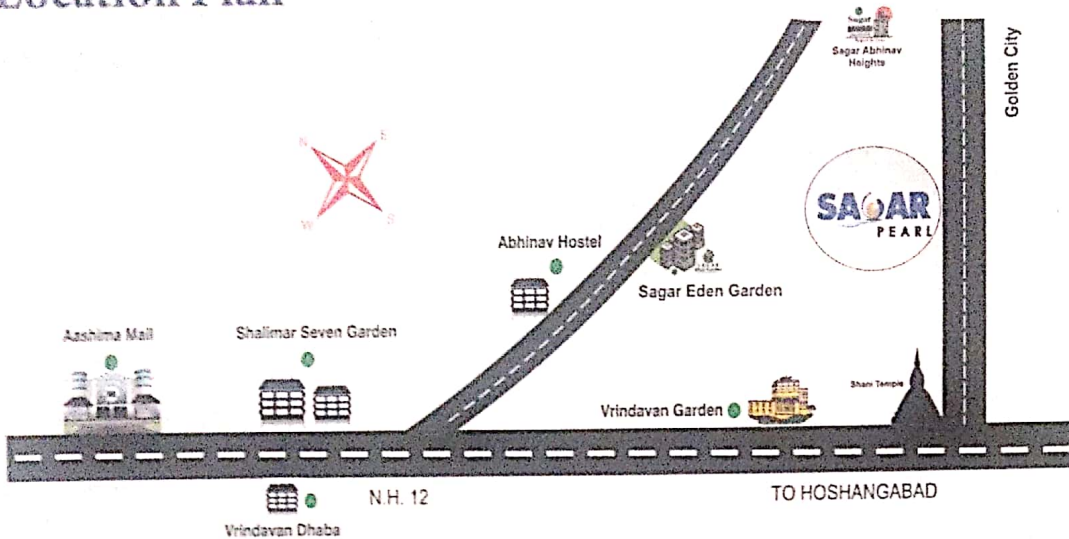 Location Plan
Sagar
Sagar Abhinav
Heights
Golden City
N
E
W
S
SAGAR
PEARL
Abhinav Hostel
Sagar Eden Garden
Aashima Mall
Shalimar Seven Garden
Vrindavan Garden
Shani Temple
N.H. 12
TO HOSHANGABAD
Vrindavan Dhaba